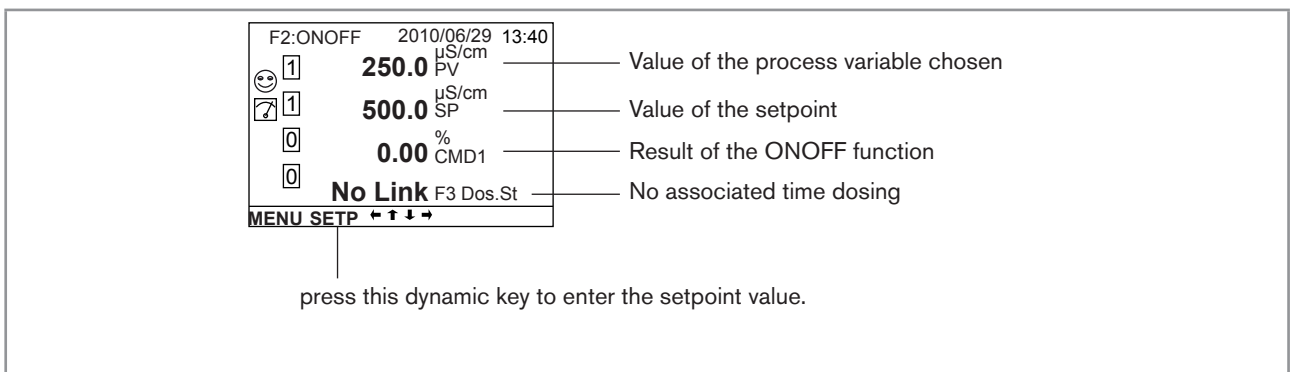 F2:ONOFF 2010/06/29 13:40
1 250.0 µS/cm PV Value of the process variable chosen
1 500.0 µS/cm SP Value of the setpoint
0 0.00 % CMD1 Result of the ONOFF function
0 No Link F3 Dos.St No associated time dosing
MENU SETP ← ↑ ↓ →
press this dynamic key to enter the setpoint value.